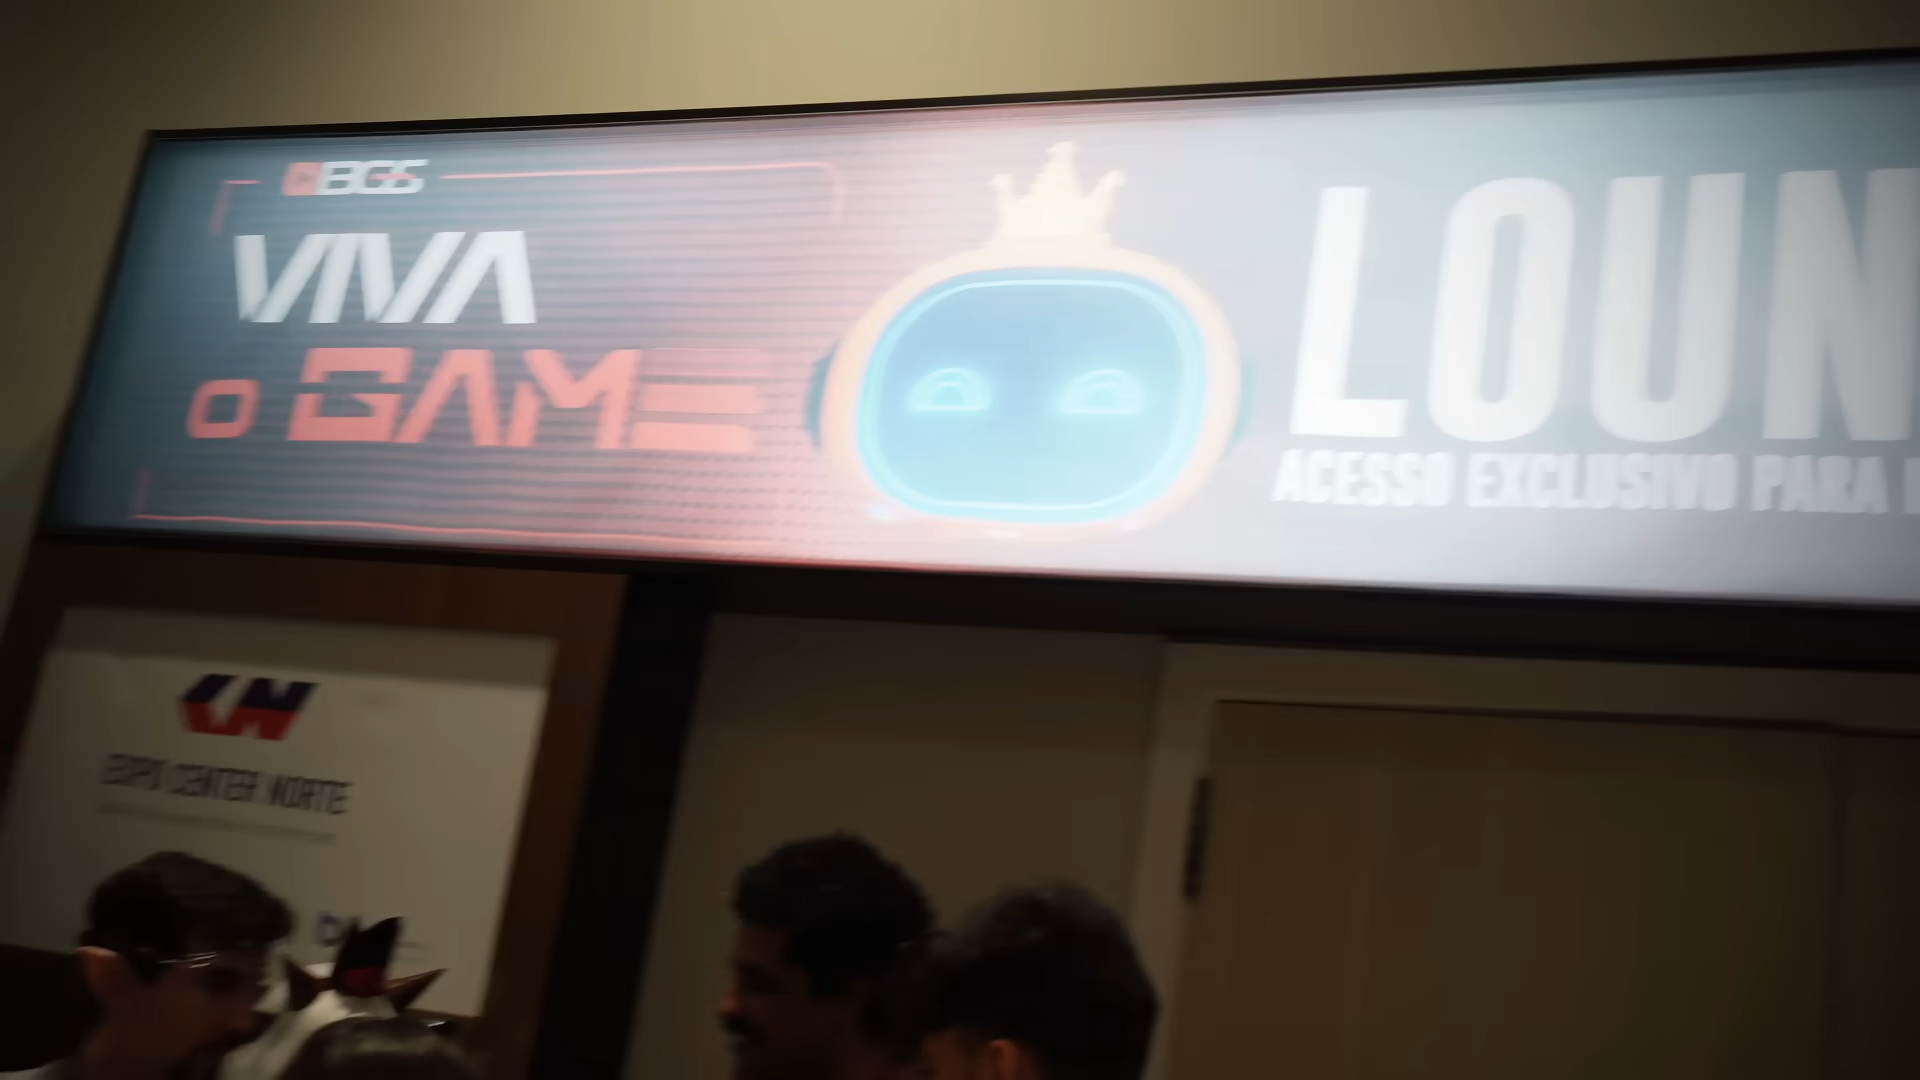 BGS
VIVA
O GAME
LOUN
ACESSO EXCLUSIVO PARA
EXPO CENTER NORTE